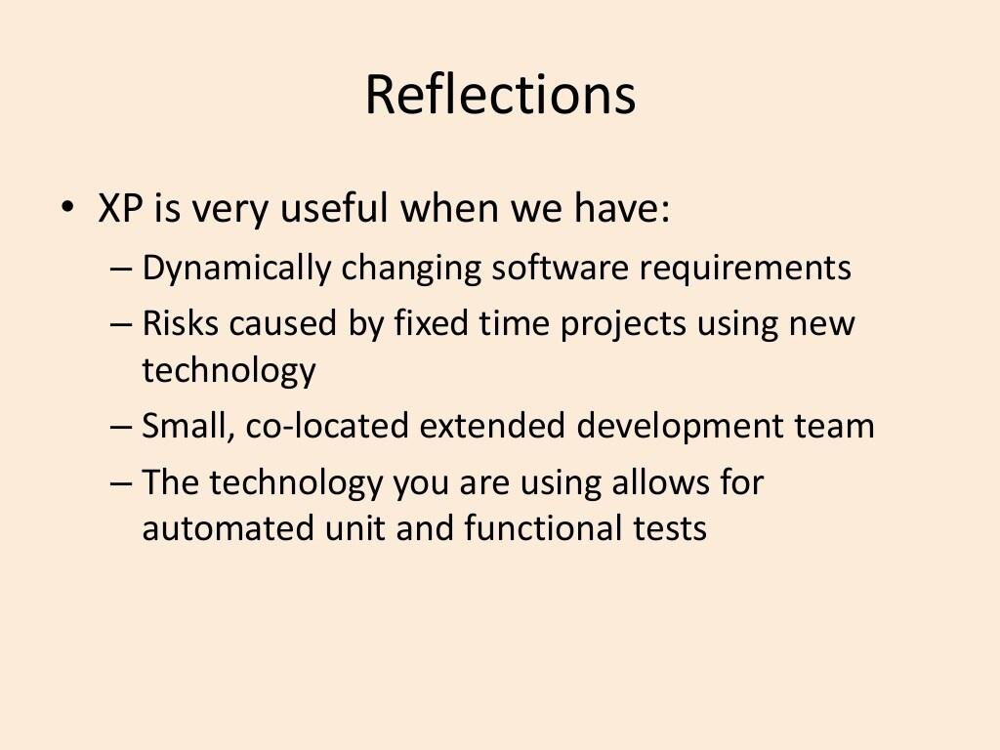 Reflections
• XP is very useful when we have:
– Dynamically changing software requirements
– Risks caused by fixed time projects using new
technology
– Small, co-located extended development team
– The technology you are using allows for
automated unit and functional tests